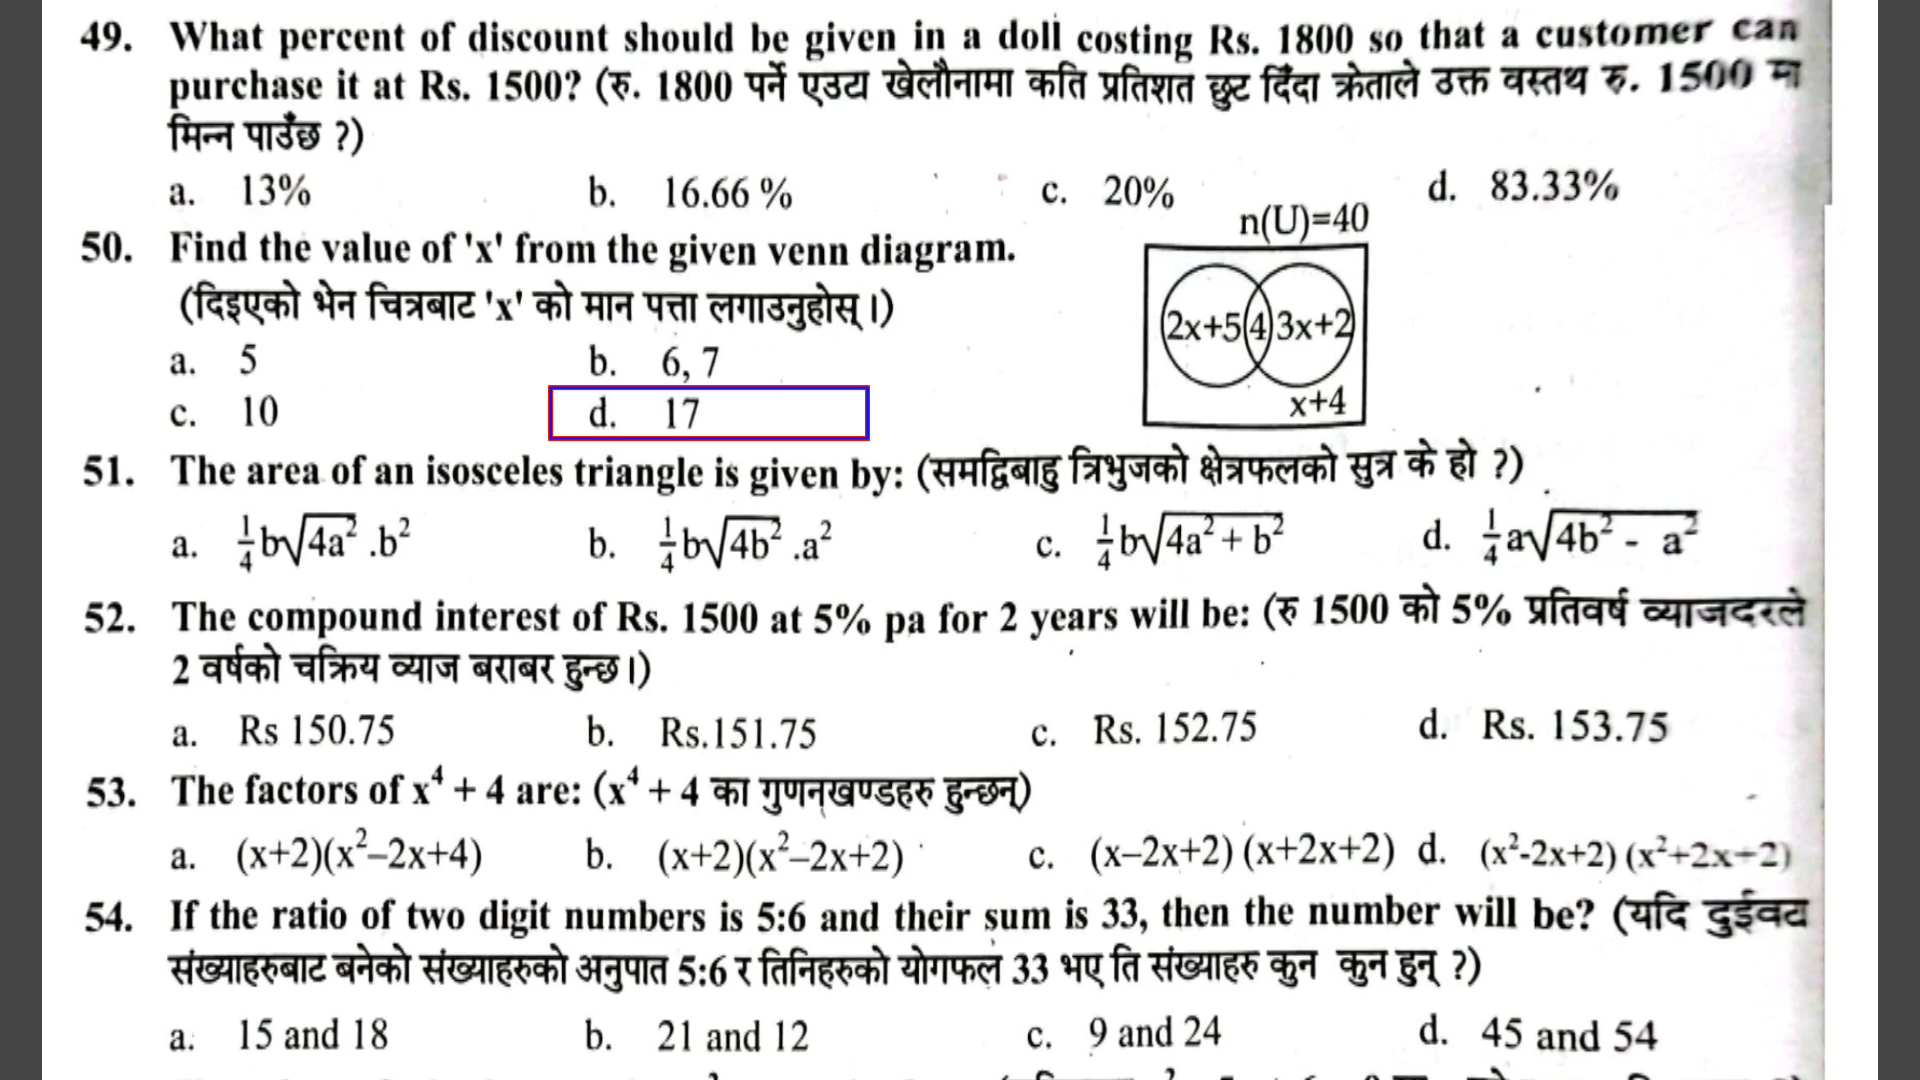 49. What percent of discount should be given in a doll costing Rs. 1800 so that a customer can
purchase it at Rs. 1500? (रु. 1800 पर्ने एउटा खेलौनामा कति प्रतिशत छुट दिँदा क्रेताले उक्त वस्तथ रु. 1500 मा
मिन्न पाउँछ ?)
a. 13% b. 16.66 % c. 20% d. 83.33%
n(U)=40
50. Find the value of 'x' from the given venn diagram.
(दिइएको भेन चित्रबाट 'x' को मान पत्ता लगाउनुहोस् ।)
2x+5 4 3x+2
a. 5 b. 6, 7
x+4
c. 10 d. 17
51. The area of an isosceles triangle is given by: (समद्विबाहु त्रिभुजको क्षेत्रफलको सुत्र के हो ?)
a. ¼b√4a² .b² b. ¼b√4b² .a² c. ¼b√4a² + b² d. ¼a√4b² - a²
52. The compound interest of Rs. 1500 at 5% pa for 2 years will be: (रु 1500 को 5% प्रतिवर्ष व्याजदरले
2 वर्षको चक्रिय व्याज बराबर हुन्छ ।)
a. Rs 150.75 b. Rs.151.75 c. Rs. 152.75 d. Rs. 153.75
53. The factors of x⁴ + 4 are: (x⁴ + 4 का गुणन्खण्डहरु हुन्छन्)
a. (x+2)(x²–2x+4) b. (x+2)(x²–2x+2) c. (x–2x+2) (x+2x+2) d. (x²-2x+2) (x²+2x+2)
54. If the ratio of two digit numbers is 5:6 and their sum is 33, then the number will be? (यदि दुईवटा
संख्याहरुबाट बनेको संख्याहरुको अनुपात 5:6 र तिनिहरुको योगफल 33 भए ति संख्याहरु कुन कुन हुन् ?)
a. 15 and 18 b. 21 and 12 c. 9 and 24 d. 45 and 54